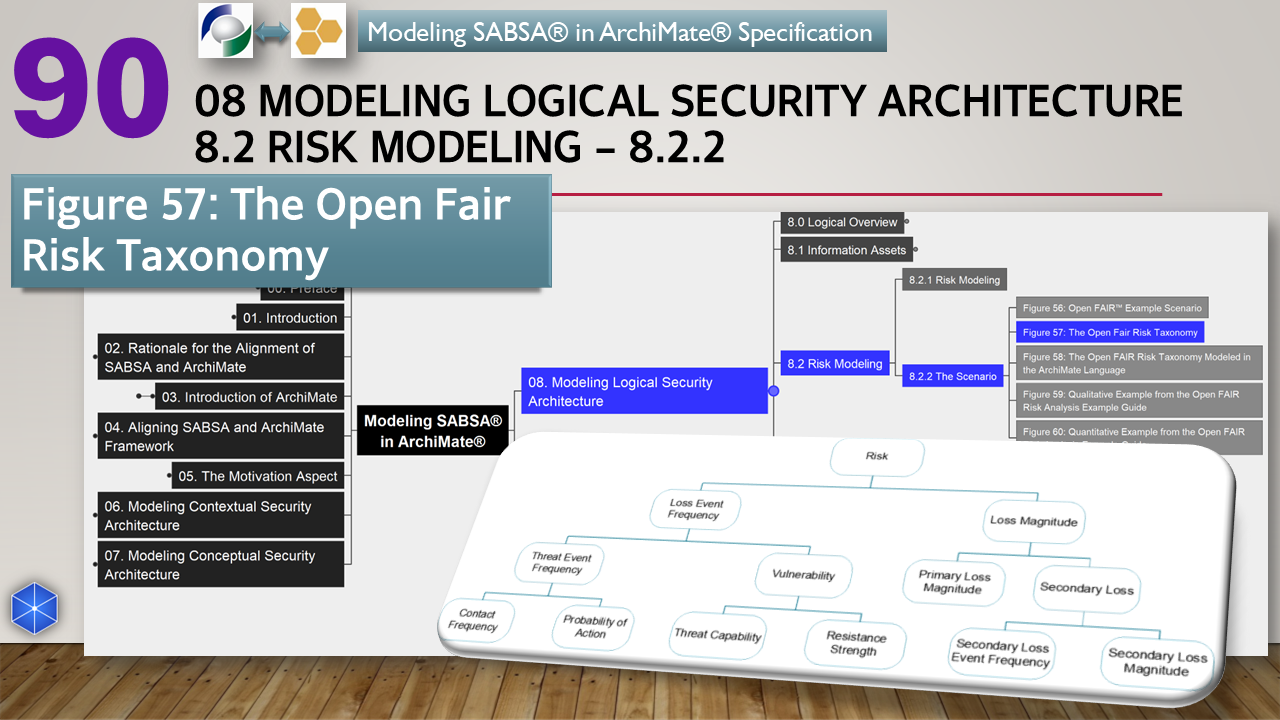 90
Modeling SABSA® in ArchiMate® Specification
08 MODELING LOGICAL SECURITY ARCHITECTURE
8.2 RISK MODELING – 8.2.2
Figure 57: The Open Fair
Risk Taxonomy
00. Preface
01. Introduction
02. Rationale for the Alignment of
SABSA and ArchiMate
03. Introduction of ArchiMate
04. Aligning SABSA and ArchiMate
Framework
05. The Motivation Aspect
06. Modeling Contextual Security
Architecture
07. Modeling Conceptual Security
Architecture
Modeling SABSA®
in ArchiMate®
08. Modeling Logical Security
Architecture
8.0 Logical Overview
8.1 Information Assets
8.2 Risk Modeling
8.2.1 Risk Modeling
8.2.2 The Scenario
Figure 56: Open FAIR™ Example Scenario
Figure 57: The Open Fair Risk Taxonomy
Figure 58: The Open FAIR Risk Taxonomy Modeled in
the ArchiMate Language
Figure 59: Qualitative Example from the Open FAIR
Risk Analysis Example Guide
Figure 60: Quantitative Example from the Open FAIR
Risk
Loss Event
Frequency
Loss Magnitude
Threat Event
Frequency
Vulnerability
Primary Loss
Magnitude
Secondary Loss
Contact
Frequency
Probability of
Action
Threat Capability
Resistance
Strength
Secondary Loss
Event Frequency
Secondary Loss
Magnitude